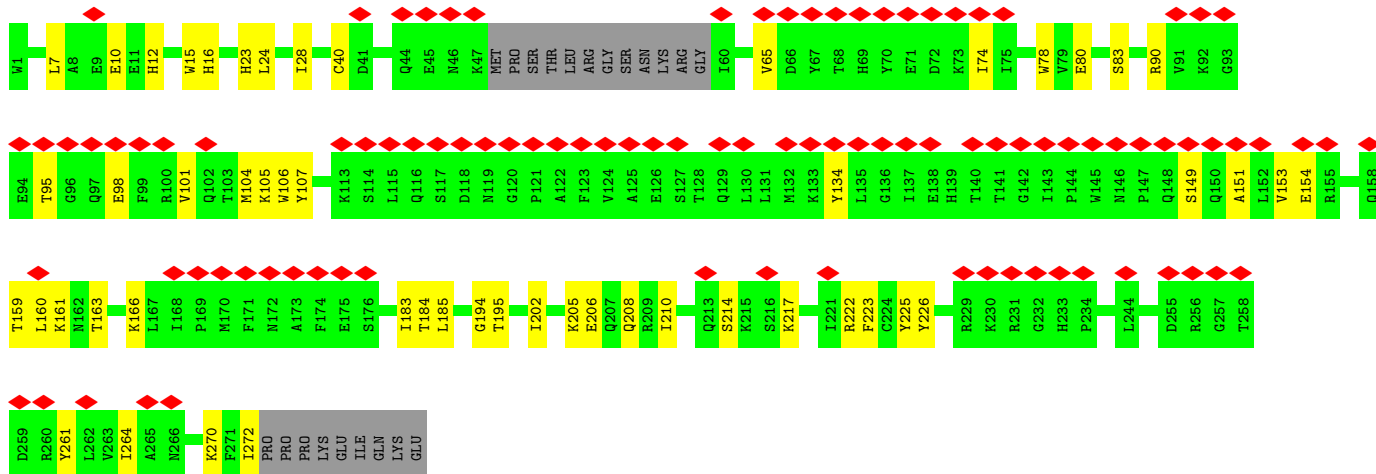 W1 L7 A8 E9 E10 E11 H12 W15 H16 H23 L24 I28 C40 D41 Q44 E45 N46 K47 MET PRO SER THR LEU ARG GLY SER ASN LYS ARG GLY I60 V65 D66 Y67 T68 H69 Y70 E71 D72 K73 I74 I75 W78 V79 E80 S83 R90 V91 K92 G93
E94 T95 G96 Q97 E98 F99 R100 V101 Q102 T103 M104 K105 W106 Y107 K113 S114 L115 Q116 S117 D118 N119 G120 P121 A122 F123 V124 A125 E126 S127 T128 Q129 L130 L131 M132 K133 Y134 L135 G136 I137 E138 H139 T140 T141 G142 I143 P144 W145 N146 P147 Q148 S149 Q150 A151 L152 V153 E154 R155 Q158
T159 L160 K161 N162 T163 K166 L167 I168 P169 M170 F171 N172 A173 F174 E175 S176 I183 T184 L185 G194 T195 I202 K205 E206 Q207 Q208 R209 I210 Q213 S214 K215 S216 K217 I221 R222 F223 C224 Y225 Y226 R229 K230 R231 G232 H233 P234 L244 D255 R256 G257 T258
D259 R260 Y261 L262 V263 I264 A265 N266 K270 F271 I272 PRO PRO PRO LYS GLU ILE GLN LYS GLU